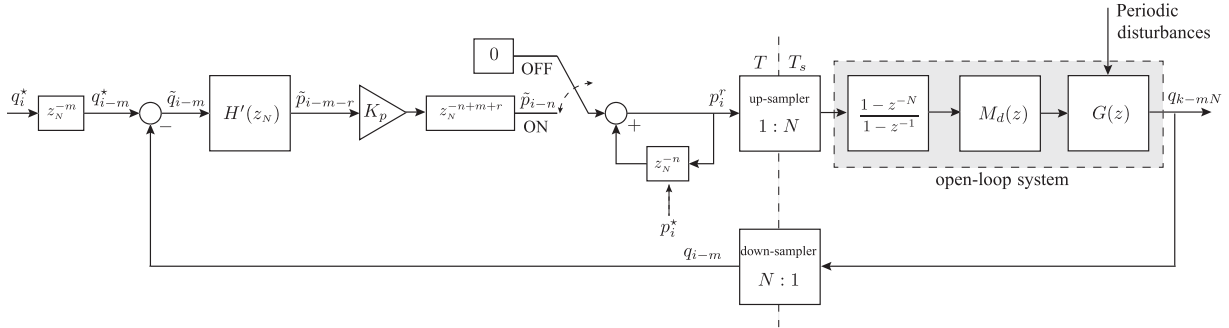 Periodic
disturbances
0
OFF
T
T_s
q_i^⋆
z_N^{-m}
q_{i-m}^⋆
q̃_{i-m}
−
H′(z_N)
p̃_{i-m-r}
K_p
z_N^{-n+m+r}
p̃_{i-n}
ON
+
p_i^r
up-sampler
1 : N
\frac{1-z^{-N}}{1-z^{-1}}
M_d(z)
G(z)
q_{k-mN}
z_N^{-n}
open-loop system
p_i^⋆
q_{i-m}
down-sampler
N : 1